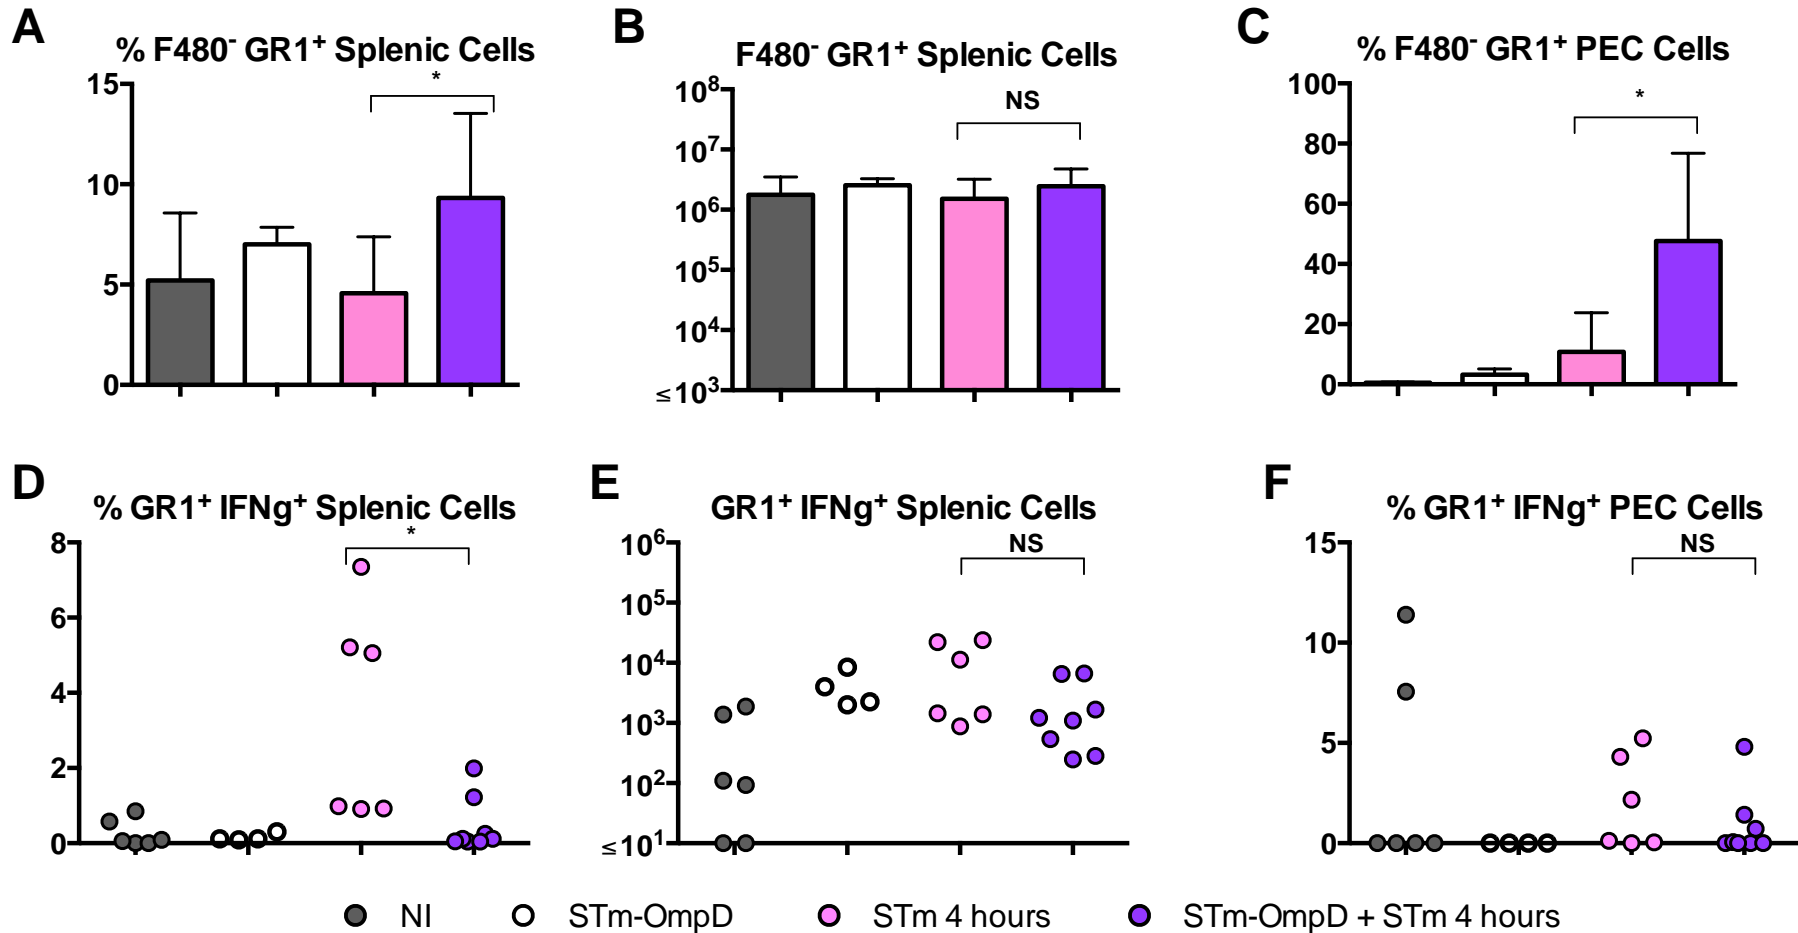 A
% F480⁻ GR1⁺ Splenic Cells
*
15
10
5
0
B
F480⁻ GR1⁺ Splenic Cells
NS
10⁸
10⁷
10⁶
10⁵
10⁴
≤10³
C
% F480⁻ GR1⁺ PEC Cells
*
100
80
60
40
20
0
D
% GR1⁺ IFNg⁺ Splenic Cells
*
8
6
4
2
0
E
GR1⁺ IFNg⁺ Splenic Cells
NS
10⁶
10⁵
10⁴
10³
10²
≤10¹
F
% GR1⁺ IFNg⁺ PEC Cells
NS
15
10
5
0
NI STm-OmpD STm 4 hours STm-OmpD + STm 4 hours